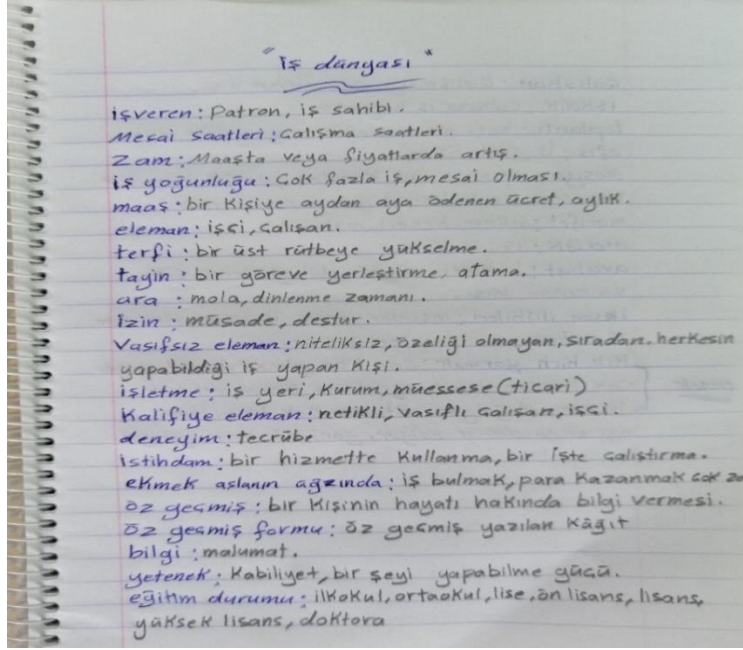 "İş dünyası"
işveren: Patron, iş sahibi.
Mesai saatleri: Çalışma saatleri.
Zam: Maaşta veya fiyatlarda artış.
iş yoğunluğu: Çok fazla iş, mesai olması.
maaş: bir kişiye aydan aya ödenen ücret, aylık.
eleman: işçi, çalışan.
terfi: bir üst rütbeye yükselme.
tayin: bir göreve yerleştirme, atama.
ara : mola, dinlenme zamanı.
İzin : müsade, destur.
Vasıfsız eleman: niteliksiz, özeliği olmayan, sıradan, herkesin
yapabildiği iş yapan kişi.
işletme: iş yeri, kurum, müessese (ticari)
Kalifiye eleman: netikli, vasıflı çalışan, işçi.
deneyim: tecrübe
istihdam: bir hizmette kullanma, bir işte çalıştırma.
ekmek aslanın ağzında: iş bulmak, para kazanmak çok
öz geçmiş: bir kişinin hayatı hakkında bilgi vermesi.
öz geçmiş formu: öz geçmiş yazılan kâğıt
bilgi: malumat.
yetenek: Kabiliyet, bir şeyi yapabilme gücü.
eğitim durumu: ilkokul, ortaokul, lise, ön lisans, lisans,
yüksek lisans, doktora